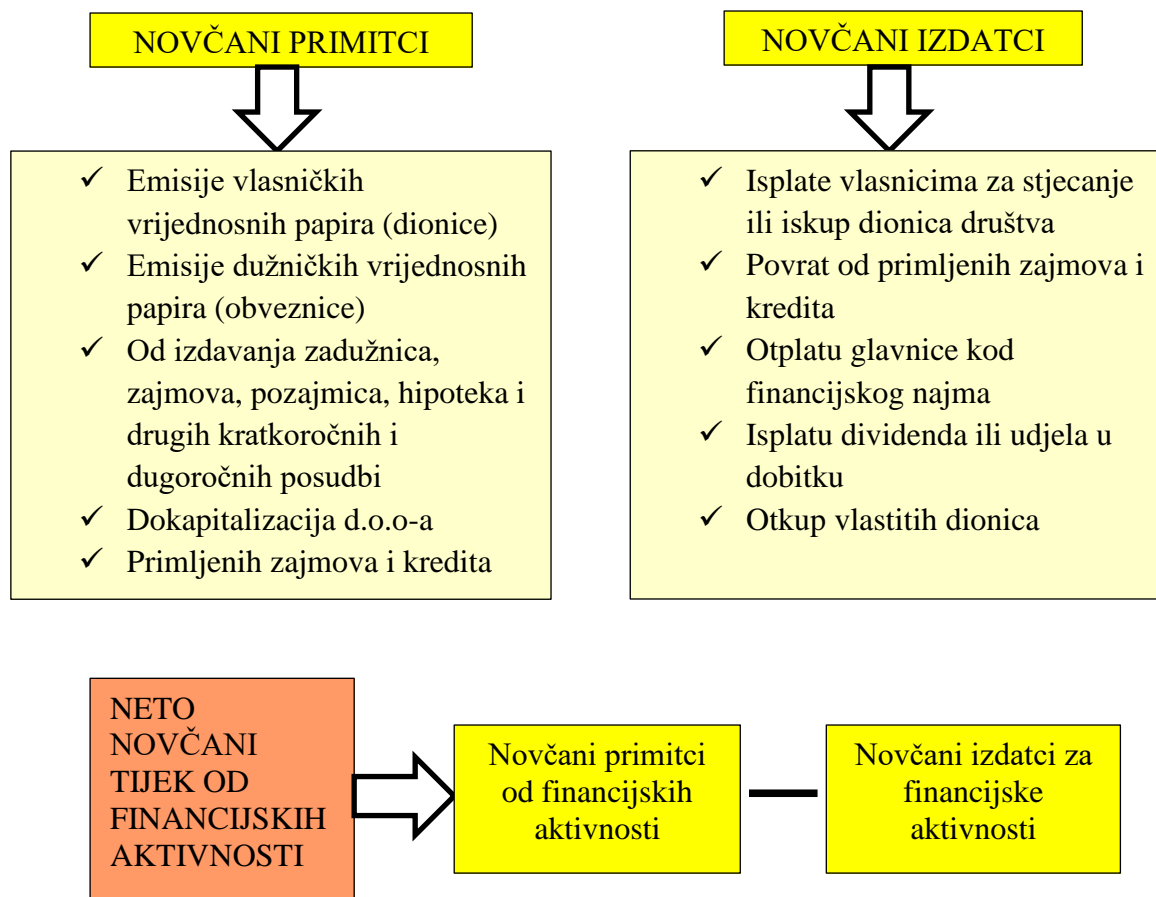 NOVČANI PRIMITCI
NOVČANI IZDATCI
✓ Emisije vlasničkih
vrijednosnih papira (dionice)
✓ Emisije dužničkih vrijednosnih
papira (obveznice)
✓ Od izdavanja zadužnica,
zajmova, pozajmica, hipoteka i
drugih kratkoročnih i
dugoročnih posudbi
✓ Dokapitalizacija d.o.o-a
✓ Primljenih zajmova i kredita
✓ Isplate vlasnicima za stjecanje
ili iskup dionica društva
✓ Povrat od primljenih zajmova i
kredita
✓ Otplatu glavnice kod
financijskog najma
✓ Isplatu dividenda ili udjela u
dobitku
✓ Otkup vlastitih dionica
NETO
NOVČANI
TIJEK OD
FINANCIJSKIH
AKTIVNOSTI
Novčani primitci
od financijskih
aktivnosti
Novčani izdatci za
financijske
aktivnosti